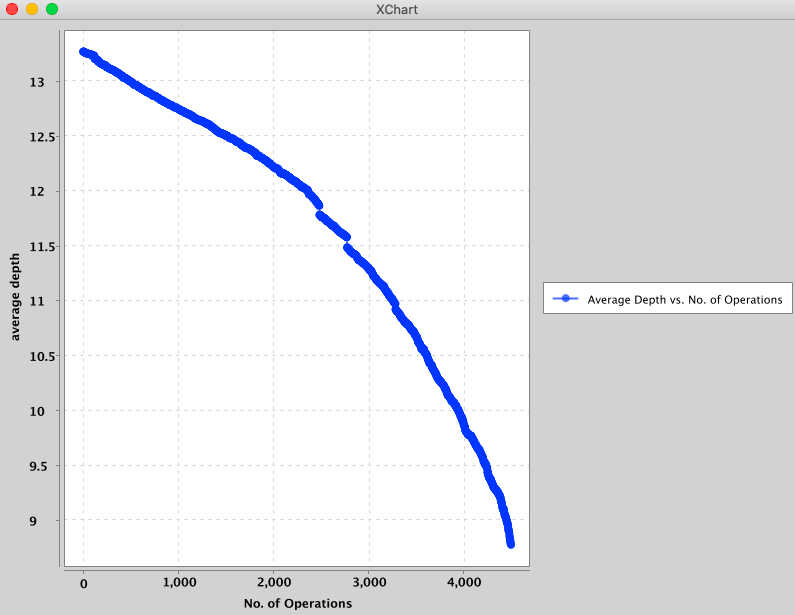 XChart
13
12.5
12
11.5
11
10.5
10
9.5
9
average depth
0 1,000 2,000 3,000 4,000
No. of Operations
Average Depth vs. No. of Operations